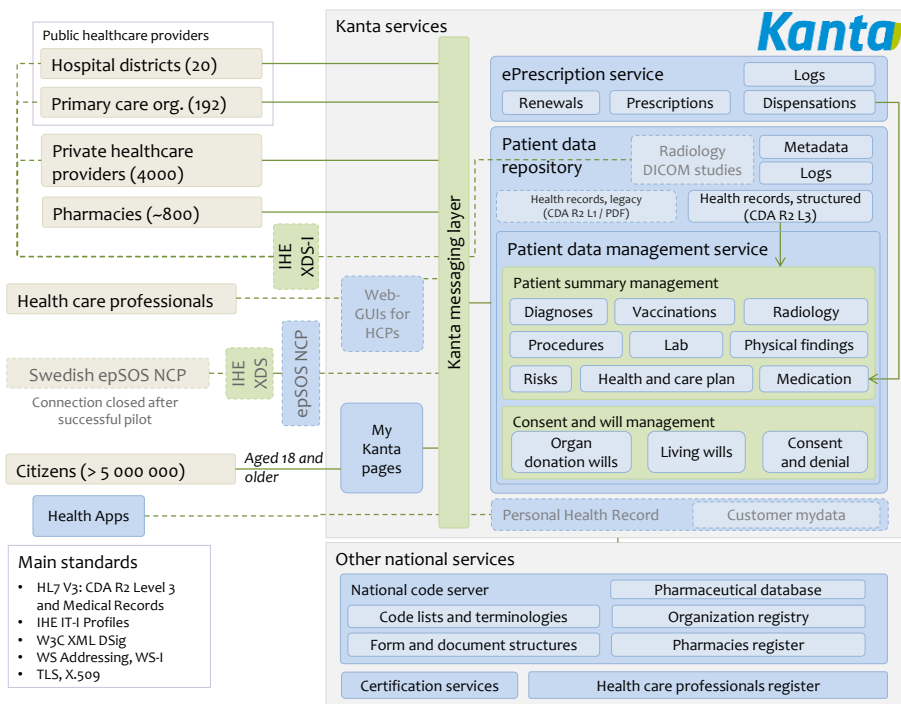 Kanta services
Kanta
Public healthcare providers
Hospital districts (20)
Primary care org. (192)
Private healthcare
providers (4000)
Pharmacies (~800)
IHE
XDS-I
Health care professionals
Web-
GUIs for
HCPs
Swedish epSOS NCP
Connection closed after
successful pilot
IHE
XDS
epSOS NCP
Citizens (> 5 000 000)
Aged 18 and
older
My
Kanta
pages
Health Apps
Kanta messaging layer
ePrescription service
Logs
Renewals
Prescriptions
Dispensations
Patient data
repository
Radiology
DICOM studies
Metadata
Logs
Health records, legacy
(CDA R2 L1 / PDF)
Health records, structured
(CDA R2 L3)
Patient data management service
Patient summary management
Diagnoses
Vaccinations
Radiology
Procedures
Lab
Physical findings
Risks
Health and care plan
Medication
Consent and will management
Organ
donation wills
Living wills
Consent
and denial
Personal Health Record
Customer mydata
Main standards
• HL7 V3: CDA R2 Level 3
and Medical Records
• IHE IT-I Profiles
• W3C XML DSig
• WS Addressing, WS-I
• TLS, X.509
Other national services
National code server
Pharmaceutical database
Code lists and terminologies
Organization registry
Form and document structures
Pharmacies register
Certification services
Health care professionals register